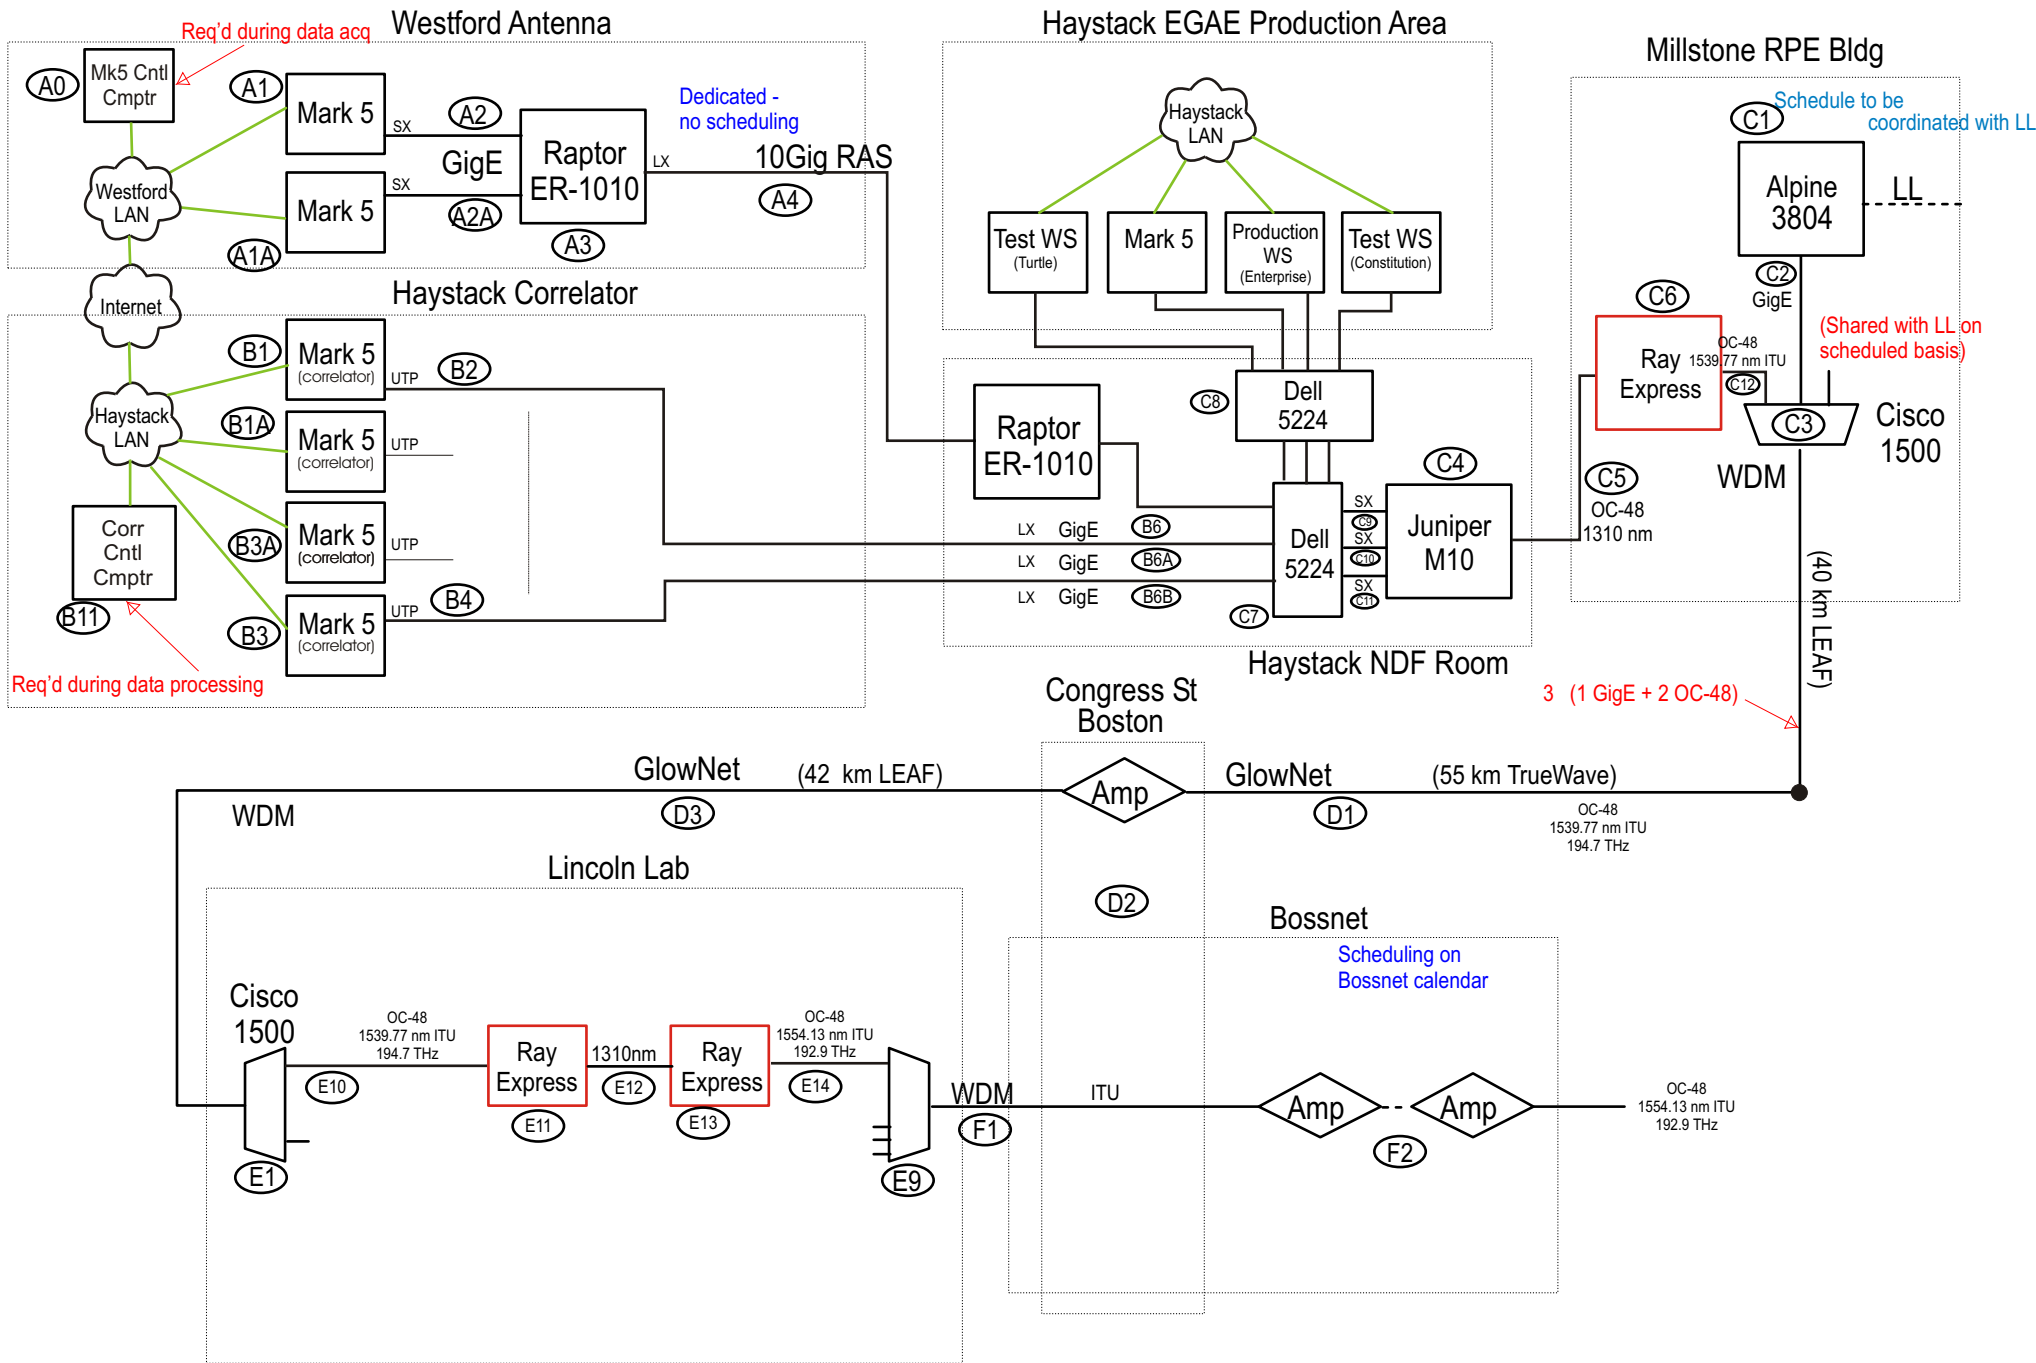 Westford Antenna
Req'd during data acq
A0
Mk5 Cntl
Cmptr
A1
Mark 5
SX
A2
GigE
Raptor
ER-1010
LX
Dedicated -
no scheduling
10Gig RAS
A4
Westford
LAN
Mark 5
SX
A2A
A3
A1A
Internet
Haystack Correlator
B1
Mark 5
(correlator)
UTP
B2
Haystack
LAN
B1A
Mark 5
(correlator)
UTP
B3A
Mark 5
(correlator)
UTP
Corr
Cntl
Cmptr
B11
B3
Mark 5
(correlator)
UTP
B4
Req'd during data processing
Haystack EGAE Production Area
Haystack
LAN
Test WS
(Turtle)
Mark 5
Production
WS
(Enterprise)
Test WS
(Constitution)
C8
Dell
5224
Raptor
ER-1010
C4
LX GigE B6
LX GigE B6A
LX GigE B6B
Dell
5224
C7
SX
C9
SX
C10
SX
C11
Juniper
M10
Haystack NDF Room
Millstone RPE Bldg
Schedule to be
coordinated with LL
C1
Alpine
3804
LL
C2
GigE
C6
Ray
Express
OC-48
1539.77 nm ITU
C12
(Shared with LL on
scheduled basis)
C3
Cisco
1500
WDM
C5
OC-48
1310 nm
(40 km LEAF)
3 (1 GigE + 2 OC-48)
Congress St
Boston
GlowNet
(42 km LEAF)
D3
WDM
Amp
GlowNet
(55 km TrueWave)
D1
OC-48
1539.77 nm ITU
194.7 THz
D2
Lincoln Lab
Cisco
1500
E1
OC-48
1539.77 nm ITU
194.7 THz
E10
Ray
Express
E11
1310nm
E12
Ray
Express
E13
OC-48
1554.13 nm ITU
192.9 THz
E14
E9
WDM
F1
Bossnet
Scheduling on
Bossnet calendar
ITU
Amp
Amp
F2
OC-48
1554.13 nm ITU
192.9 THz